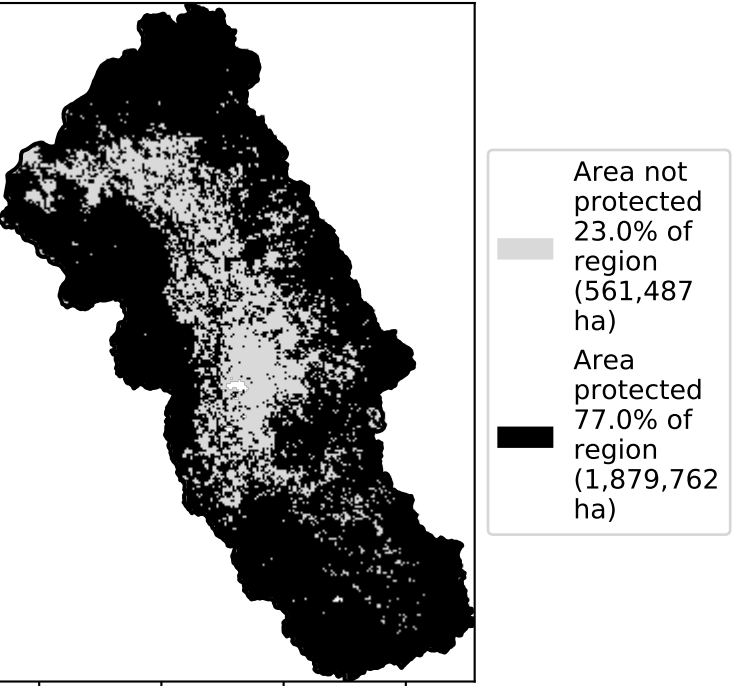 Area not
protected
23.0% of
region
(561,487
ha)
Area
protected
77.0% of
region
(1,879,762
ha)